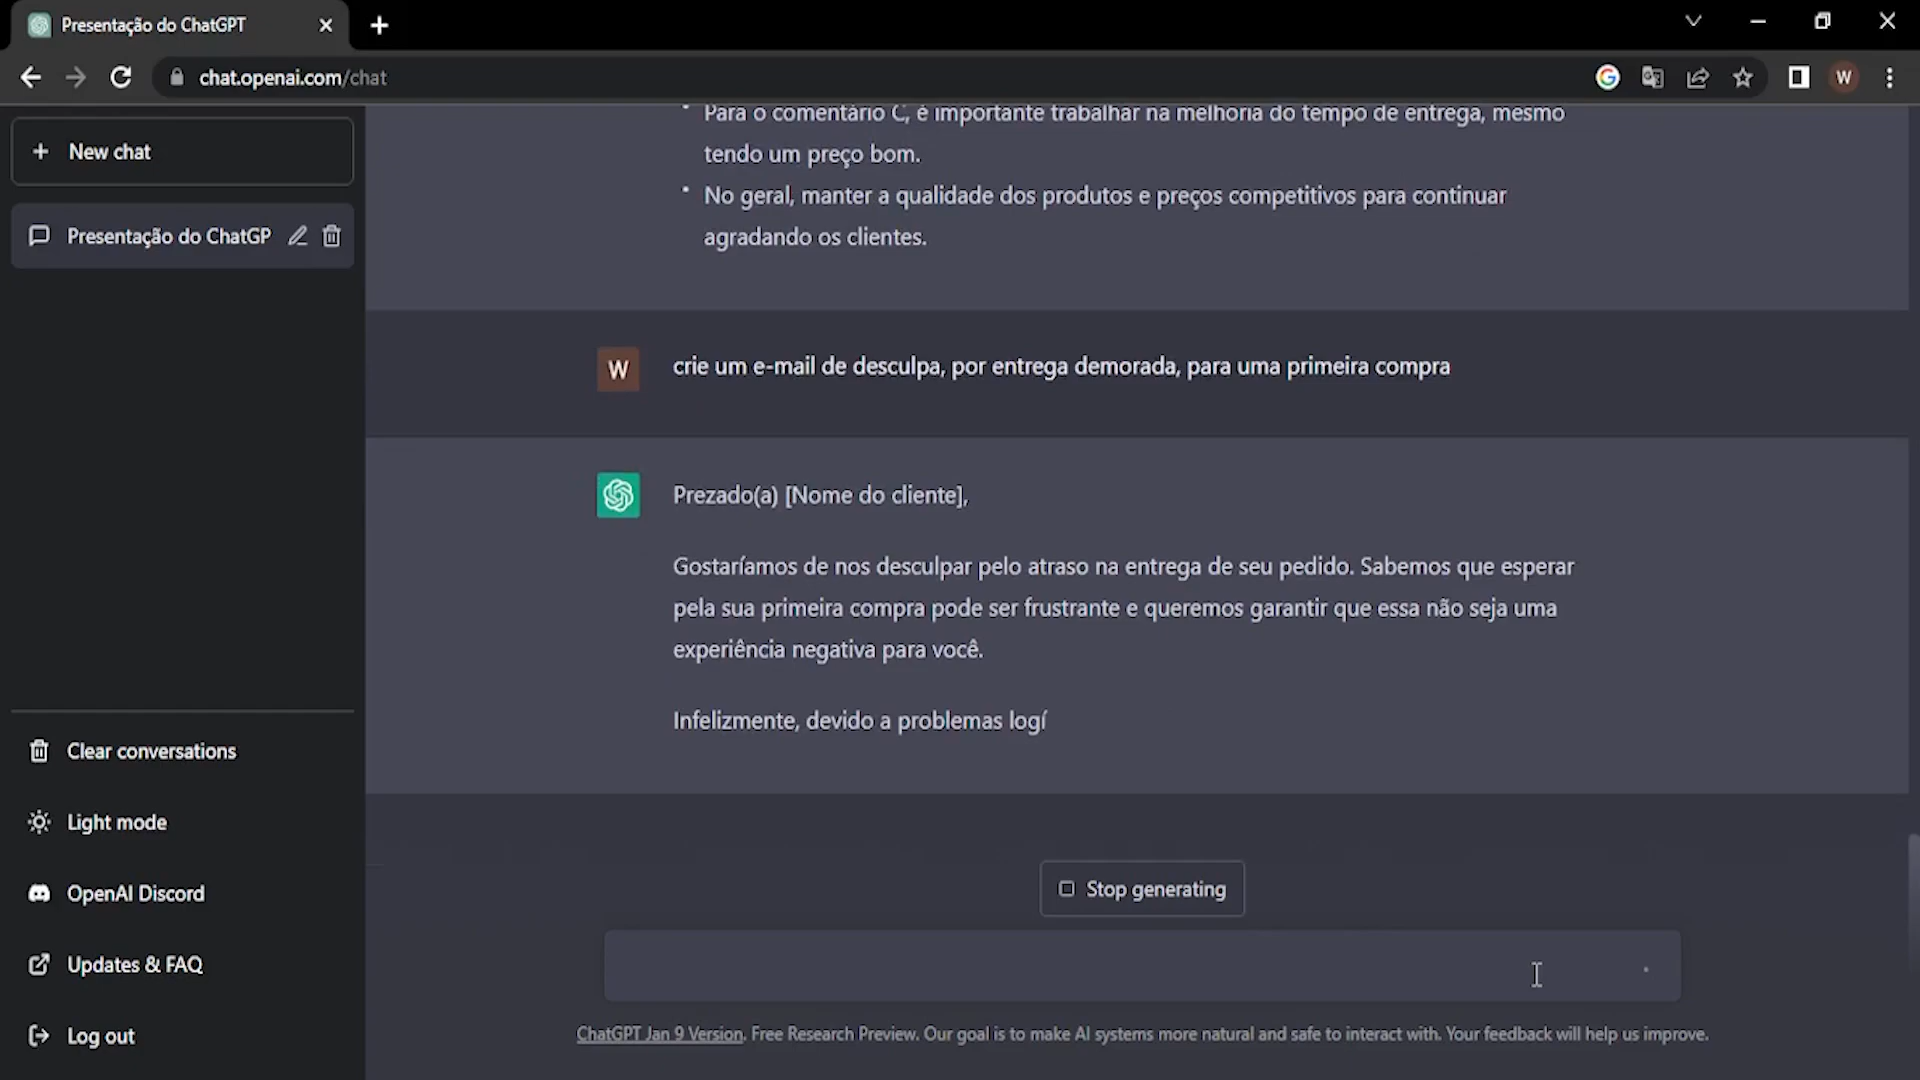 Presentação do ChatGPT
chat.openai.com/chat
W
New chat
Presentação do ChatGP
Clear conversations
Light mode
OpenAI Discord
Updates & FAQ
Log out
Para o comentário C, é importante trabalhar na melhoria do tempo de entrega, mesmo
tendo um preço bom.
No geral, manter a qualidade dos produtos e preços competitivos para continuar
agradando os clientes.
W
crie um e-mail de desculpa, por entrega demorada, para uma primeira compra
Prezado(a) [Nome do cliente],
Gostaríamos de nos desculpar pelo atraso na entrega de seu pedido. Sabemos que esperar
pela sua primeira compra pode ser frustrante e queremos garantir que essa não seja uma
experiência negativa para você.
Infelizmente, devido a problemas logí
Stop generating
ChatGPT Jan 9 Version. Free Research Preview. Our goal is to make AI systems more natural and safe to interact with. Your feedback will help us improve.